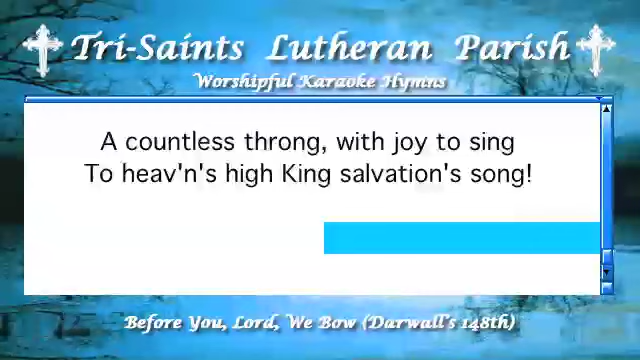 Tri-Saints Lutheran Parish
Worshipful Karaoke Hymns
A countless throng, with joy to sing
To heav'n's high King salvation's song!
Before You, Lord, We Bow (Darwall's 148th)